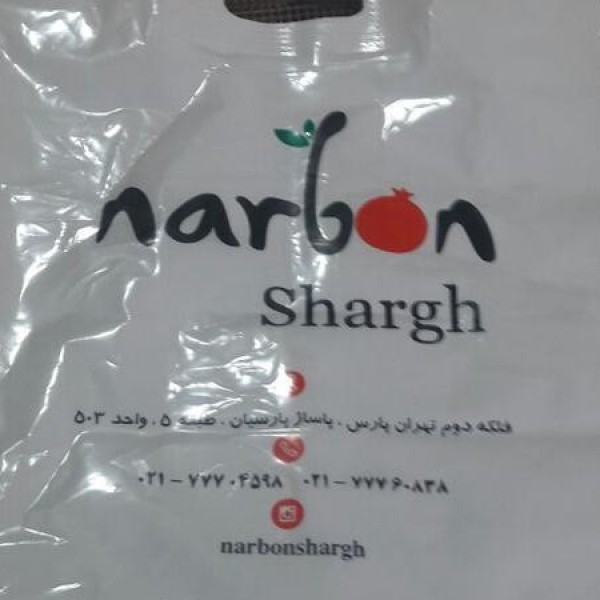 narbon
Shargh
فلکه دوم تهران پارس . پاساژ پارسیان . طبقه ۵ . واحد ۵۰۳
۰۲۱ – ۷۷۷۰۴۵۹۸   ۰۲۱ – ۷۷۷۶۰۸۳۸
narbonshargh